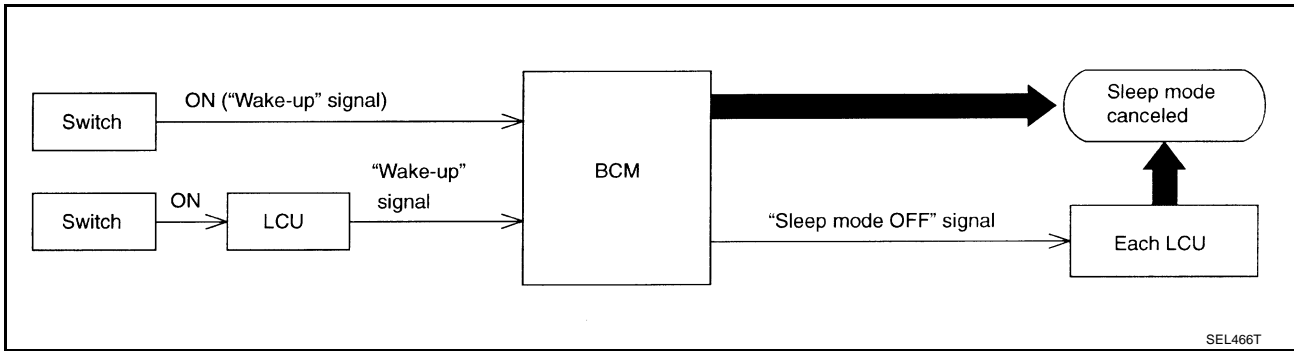 Switch
ON (“Wake-up” signal)
Switch
ON
LCU
“Wake-up”
signal
BCM
“Sleep mode OFF” signal
Each LCU
Sleep mode
canceled
SEL466T